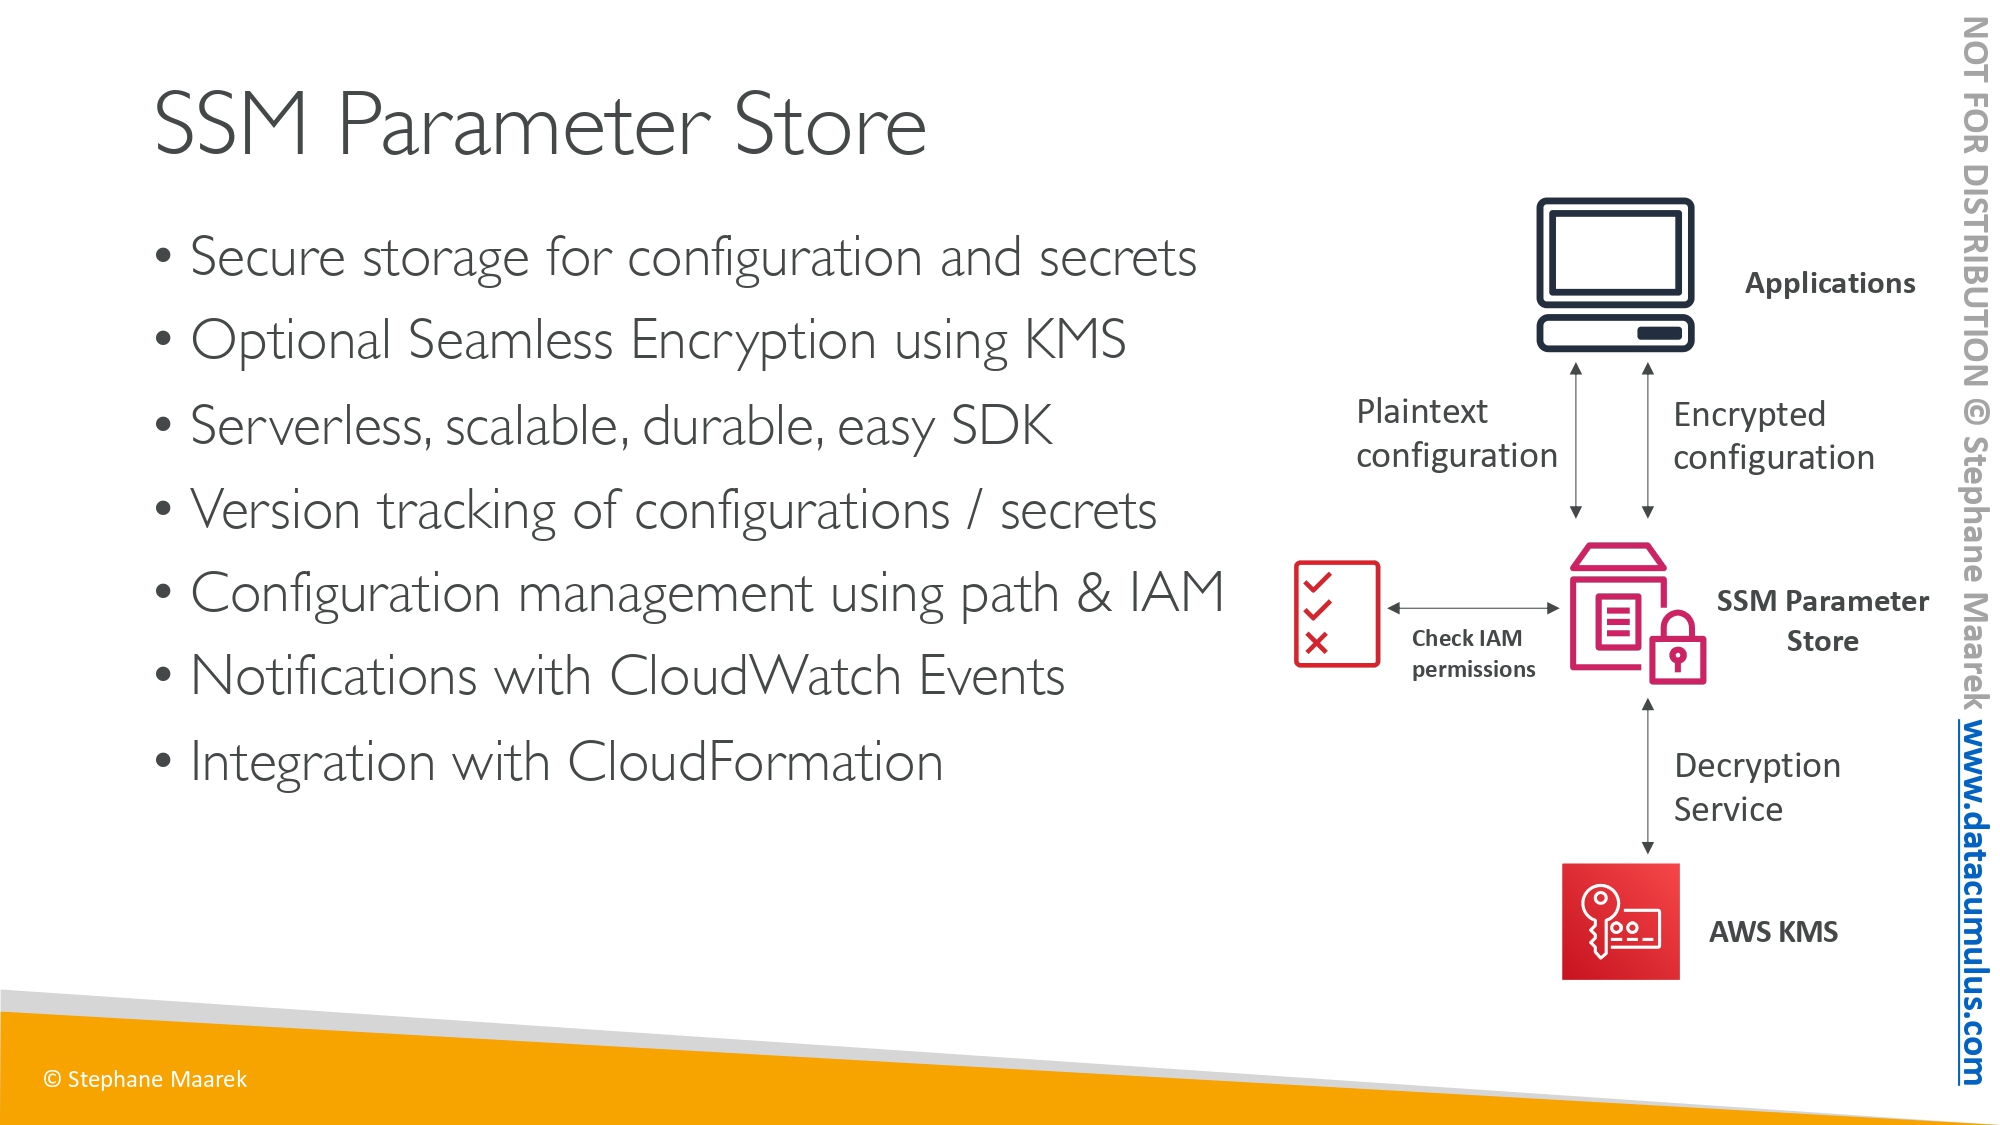 SSM Parameter Store
• Secure storage for configuration and secrets
• Optional Seamless Encryption using KMS
• Serverless, scalable, durable, easy SDK
• Version tracking of configurations / secrets
• Configuration management using path & IAM
• Notifications with CloudWatch Events
• Integration with CloudFormation
Applications
Plaintext
configuration
Encrypted
configuration
Check IAM
permissions
SSM Parameter
Store
Decryption
Service
AWS KMS
© Stephane Maarek
NOT FOR DISTRIBUTION © Stephane Maarek www.datacumulus.com